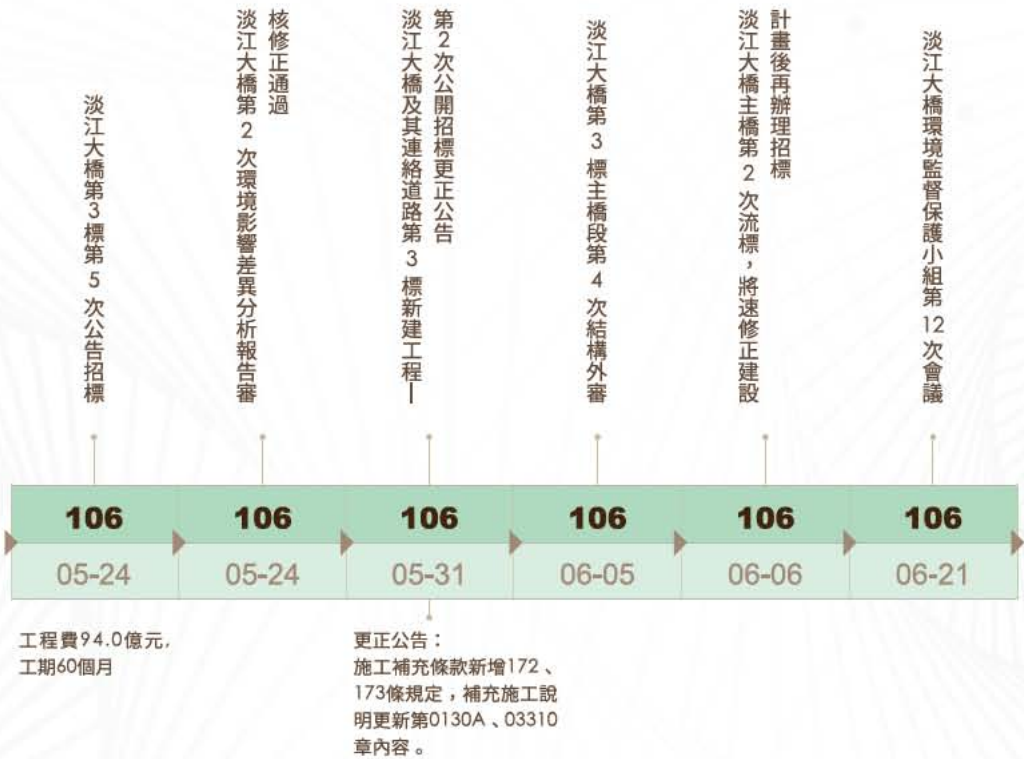 淡江大橋第3標第5次公告招標
淡江大橋第2次環境影響差異分析報告審
核修正通過
淡江大橋及其連絡道路第3標新建工程—
第2次公開招標更正公告
淡江大橋第3標主橋段第4次結構外審
淡江大橋主橋第2次流標，將速修正建設
計畫後再辦理招標
淡江大橋環境監督保護小組第12次會議
106
106
106
106
106
106
05-24
05-24
05-31
06-05
06-06
06-21
工程費94.0億元，
工期60個月
更正公告：
施工補充條款新增172、
173條規定，補充施工說
明更新第0130A、03310
章內容。